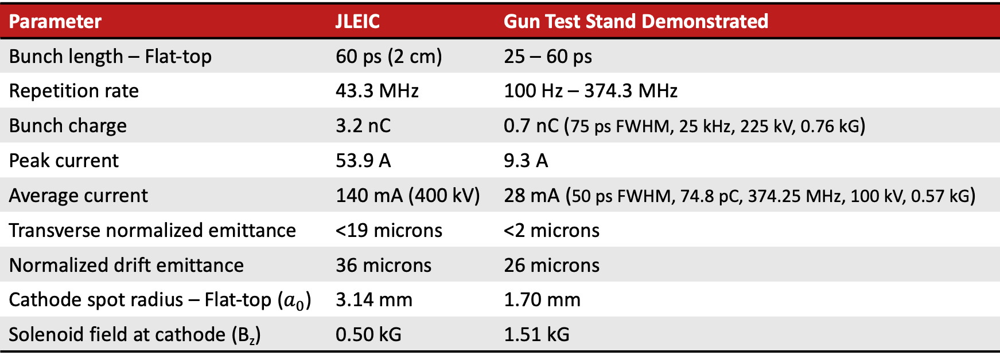 Parameter JLEIC Gun Test Stand Demonstrated
Bunch length – Flat-top 60 ps (2 cm) 25 – 60 ps
Repetition rate 43.3 MHz 100 Hz – 374.3 MHz
Bunch charge 3.2 nC 0.7 nC (75 ps FWHM, 25 kHz, 225 kV, 0.76 kG)
Peak current 53.9 A 9.3 A
Average current 140 mA (400 kV) 28 mA (50 ps FWHM, 74.8 pC, 374.25 MHz, 100 kV, 0.57 kG)
Transverse normalized emittance <19 microns <2 microns
Normalized drift emittance 36 microns 26 microns
Cathode spot radius – Flat-top (𝑎₀) 3.14 mm 1.70 mm
Solenoid field at cathode (B_z) 0.50 kG 1.51 kG